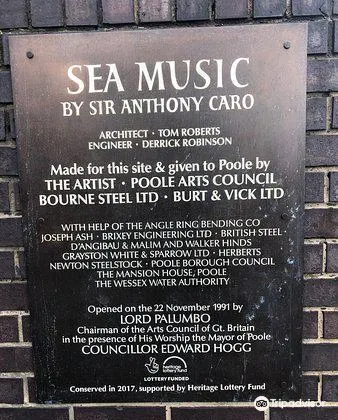 SEA MUSIC
BY SIR ANTHONY CARO
ARCHITECT · TOM ROBERTS
ENGINEER · DERRICK ROBINSON
Made for this site & given to Poole by
THE ARTIST · POOLE ARTS COUNCIL
BOURNE STEEL LTD · BURT & VICK LTD
WITH HELP OF THE ANGLE RING BENDING CO
JOSEPH ASH · BRIXEY ENGINEERING LTD · BRITISH STEEL ·
D'ANGIBAU & MALIM AND WALKER HINDS
GRAYSTON WHITE & SPARROW LTD · HERBERTS
NEWTON STEELSTOCK · POOLE BOROUGH COUNCIL
THE MANSION HOUSE, POOLE
THE WESSEX WATER AUTHORITY
Opened on the 22 November 1991 by
LORD PALUMBO
Chairman of the Arts Council of Gt. Britain
in the presence of His Worship the Mayor of Poole
COUNCILLOR EDWARD HOGG
heritage
lottery fund
LOTTERY FUNDED
Conserved in 2017, supported by Heritage Lottery Fund
Tripadvisor